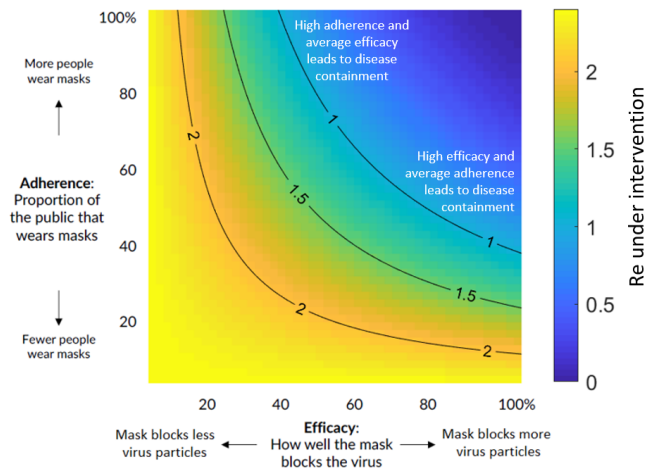 100%
80
60
40
20
More people
wear masks
Adherence:
Proportion of
the public that
wears masks
Fewer people
wear masks
High adherence and
average efficacy
leads to disease
containment
High efficacy and
average adherence
leads to disease
containment
2
1
1.5
1
1.5
2
2
20
40
60
80
100%
Efficacy:
How well the mask
blocks the virus
Mask blocks less
virus particles
Mask blocks more
virus particles
2
1.5
1
0.5
0
Re under intervention